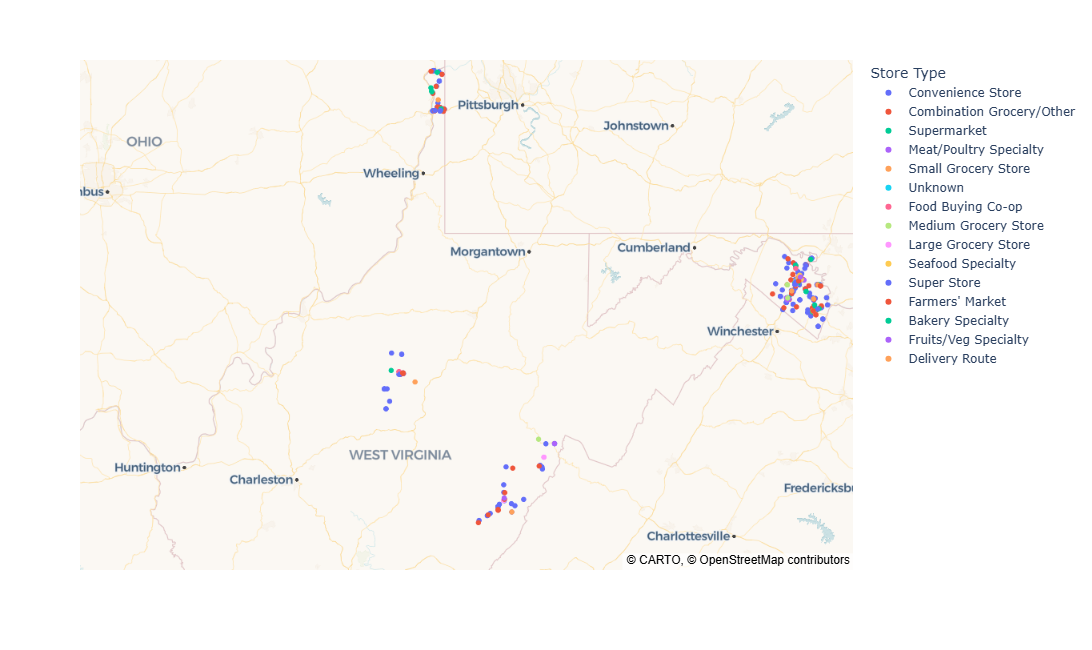 Pittsburgh
Johnstown
OHIO
Wheeling
nbus
Morgantown
Cumberland
Winchester
WEST VIRGINIA
Huntington
Charleston
Fredericksbu
Charlottesville
© CARTO, © OpenStreetMap contributors
Store Type
Convenience Store
Combination Grocery/Other
Supermarket
Meat/Poultry Specialty
Small Grocery Store
Unknown
Food Buying Co-op
Medium Grocery Store
Large Grocery Store
Seafood Specialty
Super Store
Farmers' Market
Bakery Specialty
Fruits/Veg Specialty
Delivery Route